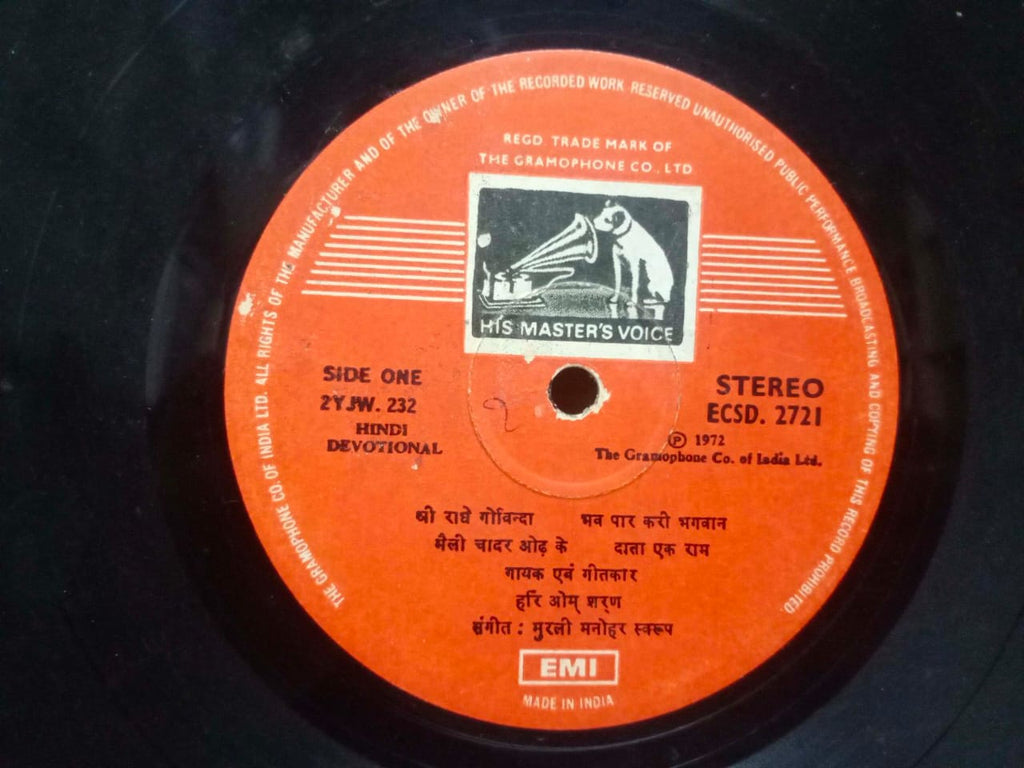 THE GRAMOPHONE CO. OF INDIA LTD. ALL RIGHTS OF THE MANUFACTURER AND OF THE OWNER OF THE RECORDED WORK RESERVED UNAUTHORISED PUBLIC PERFORMANCE BROADCASTING AND COPYING OF THIS RECORD PROHIBITED.
REGD. TRADE MARK OF
THE GRAMOPHONE CO. LTD
HIS MASTER'S VOICE
SIDE ONE
2YJW. 232
HINDI
DEVOTIONAL
STEREO
ECSD. 2721
Ⓟ 1972
The Gramophone Co. of India Ltd.
2
श्री राधे गोविन्दा भव पार करी भगवान
मैली चादर ओढ़ के दाता एक राम
गायक एवं गीतकार
हरि ओम् शरण
संगीत : मुरली मनोहर स्वरूप
EMI
MADE IN INDIA